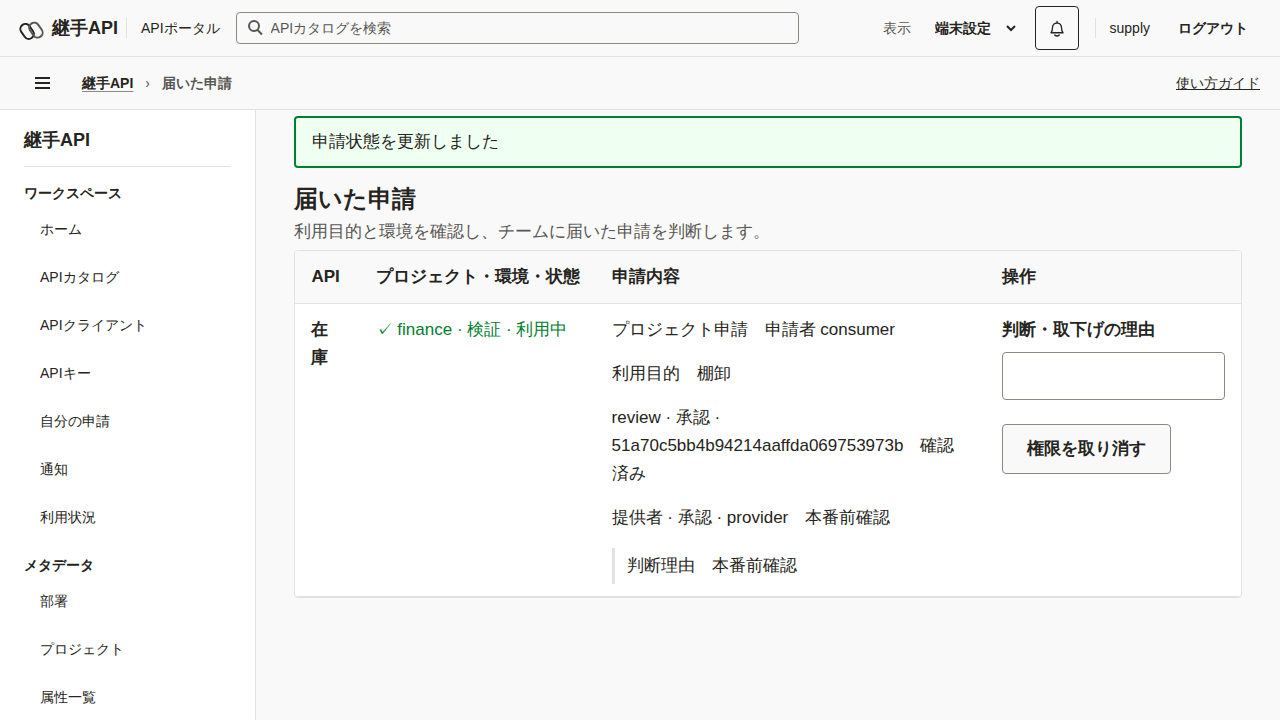 継手API
APIポータル
APIカタログを検索
表示
端末設定
supply
ログアウト
継手API › 届いた申請
使い方ガイド
継手API
ワークスペース
ホーム
APIカタログ
APIクライアント
APIキー
自分の申請
通知
利用状況
メタデータ
部署
プロジェクト
属性一覧
申請状態を更新しました
届いた申請
利用目的と環境を確認し、チームに届いた申請を判断します。
API
プロジェクト・環境・状態
申請内容
操作
在
庫
✓ finance · 検証 · 利用中
プロジェクト申請　申請者 consumer
利用目的　棚卸
review · 承認 ·
51a70c5bb4b94214aaffda069753973b　確認
済み
提供者 · 承認 · provider　本番前確認
判断理由　本番前確認
判断・取下げの理由
権限を取り消す